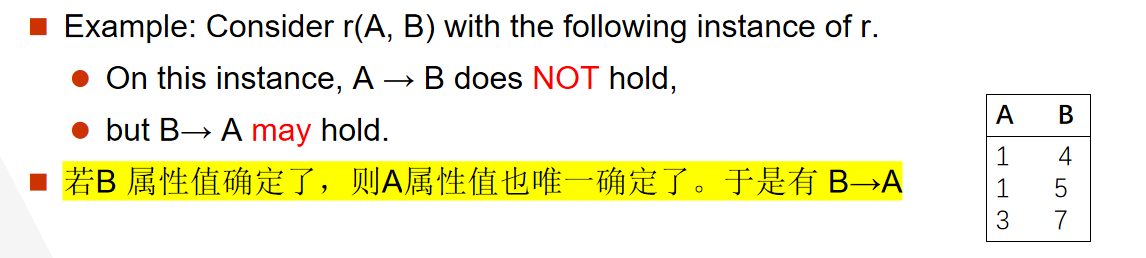 Example: Consider r(A, B) with the following instance of r.
On this instance, A → B does NOT hold,
but B→ A may hold.
若B 属性值确定了，则A属性值也唯一确定了。于是有 B→A
A B
1 4
1 5
3 7